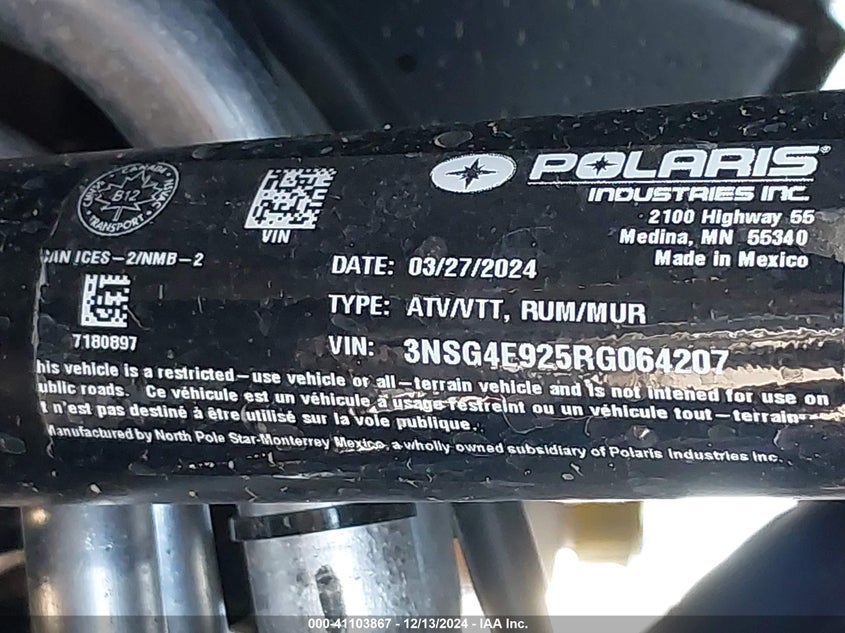 POLARIS®
INDUSTRIES INC.
2100 Highway 55
Medina, MN 55340
Made in Mexico
CANADA
B12
TRANSPORT
VIN
CAN ICES-2/NMB-2
7180897
DATE: 03/27/2024
TYPE: ATV/VTT, RUM/MUR
VIN: 3NSG4E925RG064207
his vehicle is a restricted-use vehicle or all-terrain vehicle and is not intened for use on
ublic roads. Ce véhicule est un véhicule à usage restreint ou un véhicule tout-terrain
t n'est pas destiné à être utilisé sur la voie publique.
Manufactured by North Pole Star-Monterrey Mexico, a wholly owned subsidiary of Polaris Industries Inc.
000-41103867 - 12/13/2024 - IAA Inc.